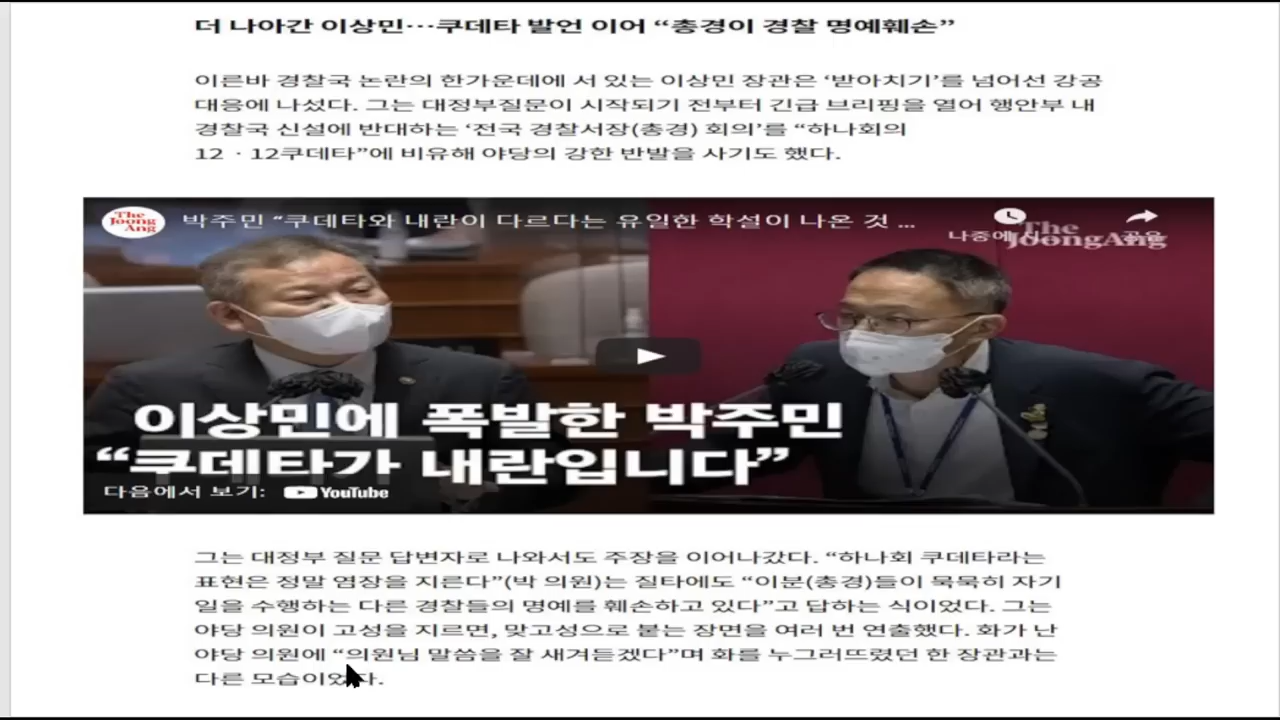 더 나아간 이상민…쿠데타 발언 이어 “총경이 경찰 명예훼손”
이른바 경찰국 논란의 한가운데에 서 있는 이상민 장관은 ‘받아치기’를 넘어선 강공
대응에 나섰다. 그는 대정부질문이 시작되기 전부터 긴급 브리핑을 열어 행안부 내
경찰국 신설에 반대하는 ‘전국 경찰서장(총경) 회의’를 “하나회의
12ㆍ12쿠데타”에 비유해 야당의 강한 반발을 사기도 했다.
The JoongAng
박주민 “쿠데타와 내란이 다르다는 유일한 학설이 나온 것 ...
나중에 시
공유
The JoongAng
이상민에 폭발한 박주민
“쿠데타가 내란입니다”
다음에서 보기: YouTube
그는 대정부 질문 답변자로 나와서도 주장을 이어나갔다. “하나회 쿠데타라는
표현은 정말 염장을 지른다”(박 의원)는 질타에도 “이분(총경)들이 묵묵히 자기
일을 수행하는 다른 경찰들의 명예를 훼손하고 있다”고 답하는 식이었다. 그는
야당 의원이 고성을 지르면, 맞고성으로 붙는 장면을 여러 번 연출했다. 화가 난
야당 의원에 “의원님 말씀을 잘 새겨듣겠다”며 화를 누그러뜨렸던 한 장관과는
다른 모습이었다.